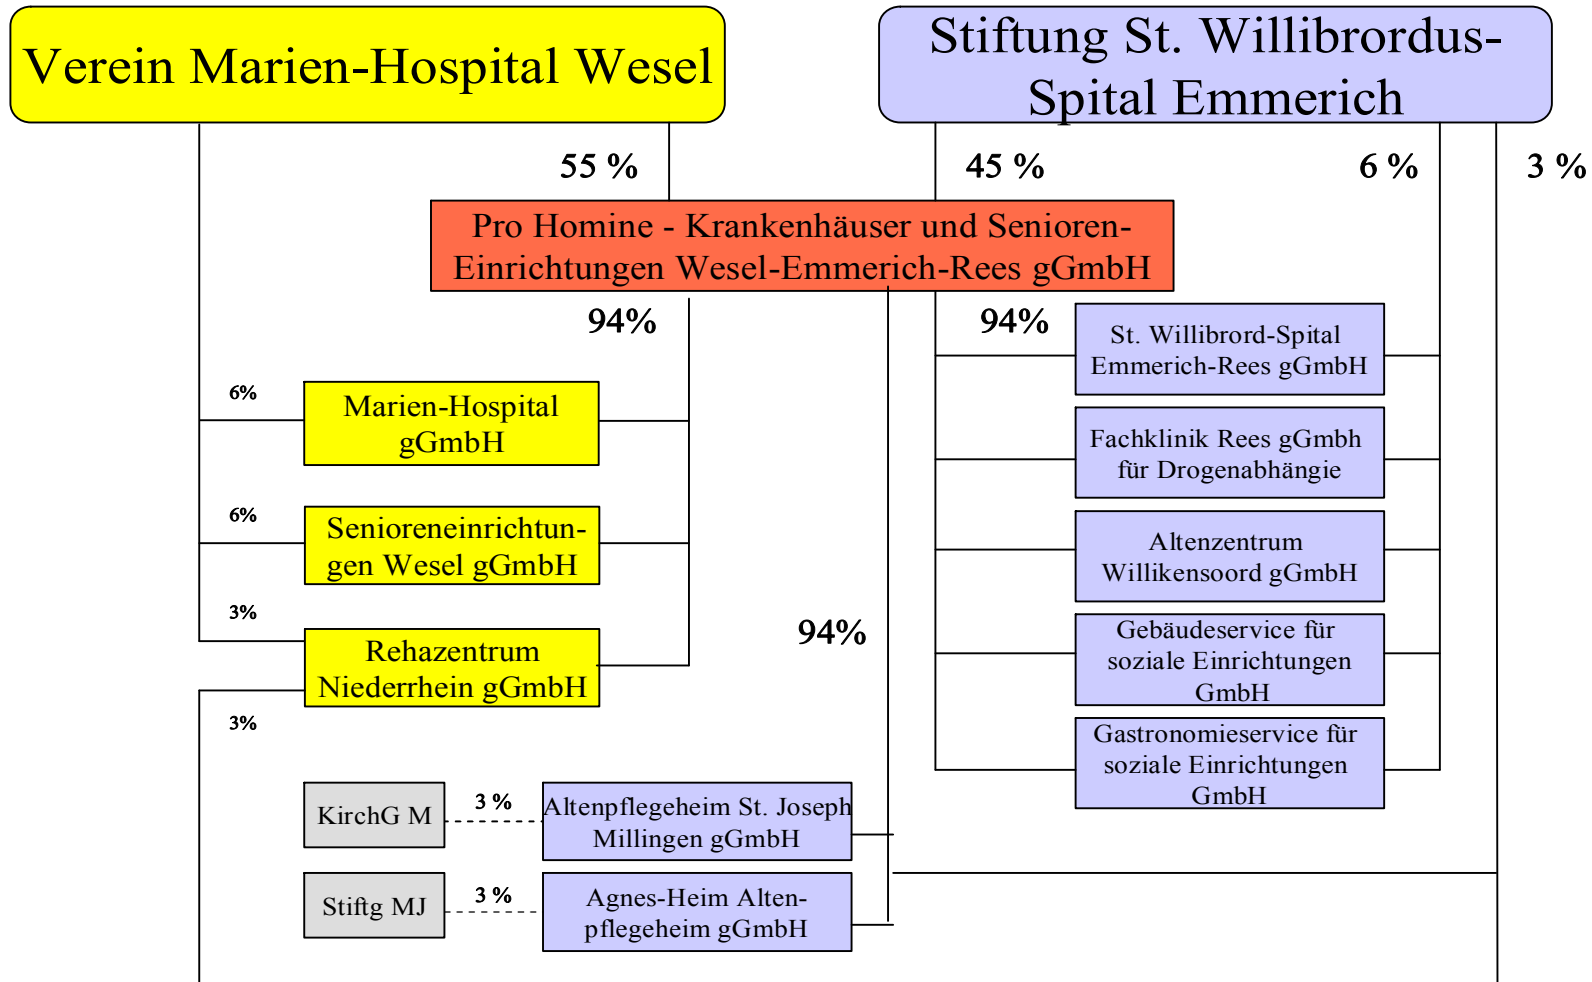 Verein Marien-Hospital Wesel
Stiftung St. Willibrordus-
Spital Emmerich
55 %
45 %
6 %
3 %
Pro Homine - Krankenhäuser und Senioren-
Einrichtungen Wesel-Emmerich-Rees gGmbH
94%
94%
St. Willibrord-Spital
Emmerich-Rees gGmbH
6%
Marien-Hospital
gGmbH
Fachklinik Rees gGmbh
für Drogenabhängie
6%
Senioreneinrichtun-
gen Wesel gGmbH
Altenzentrum
Willikensoord gGmbH
3%
94%
Rehazentrum
Niederrhein gGmbH
Gebäudeservice für
soziale Einrichtungen
GmbH
3%
Gastronomieservice für
soziale Einrichtungen
GmbH
KirchG M
3 %
Altenpflegeheim St. Joseph
Millingen gGmbH
Stiftg MJ
3 %
Agnes-Heim Alten-
pflegeheim gGmbH